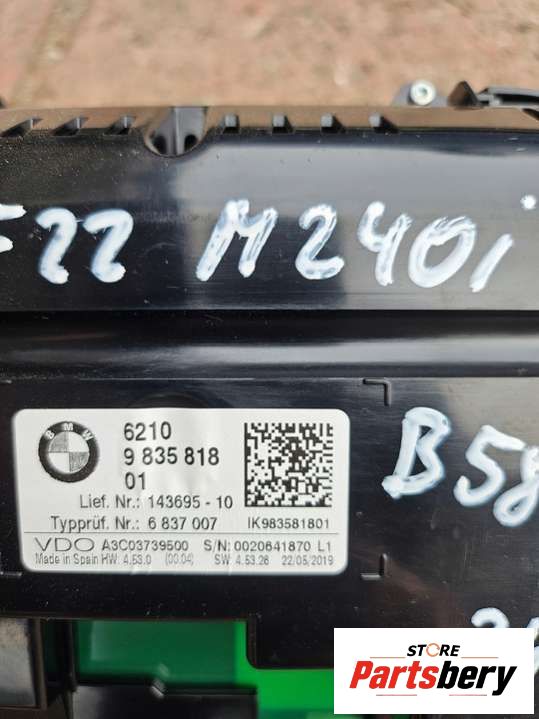 F22 M240i
BMW
6210
9 835 818
01
Lief. Nr.: 143695 - 10
Typprüf. Nr.: 6 837 007
IK983581801
VDO A3C03739500 S/N: 0020641870 L1
Made in Spain HW: 4.53.0 (00.04) SW: 4.53.26 22/05/2019
B58
STORE
Partsbery